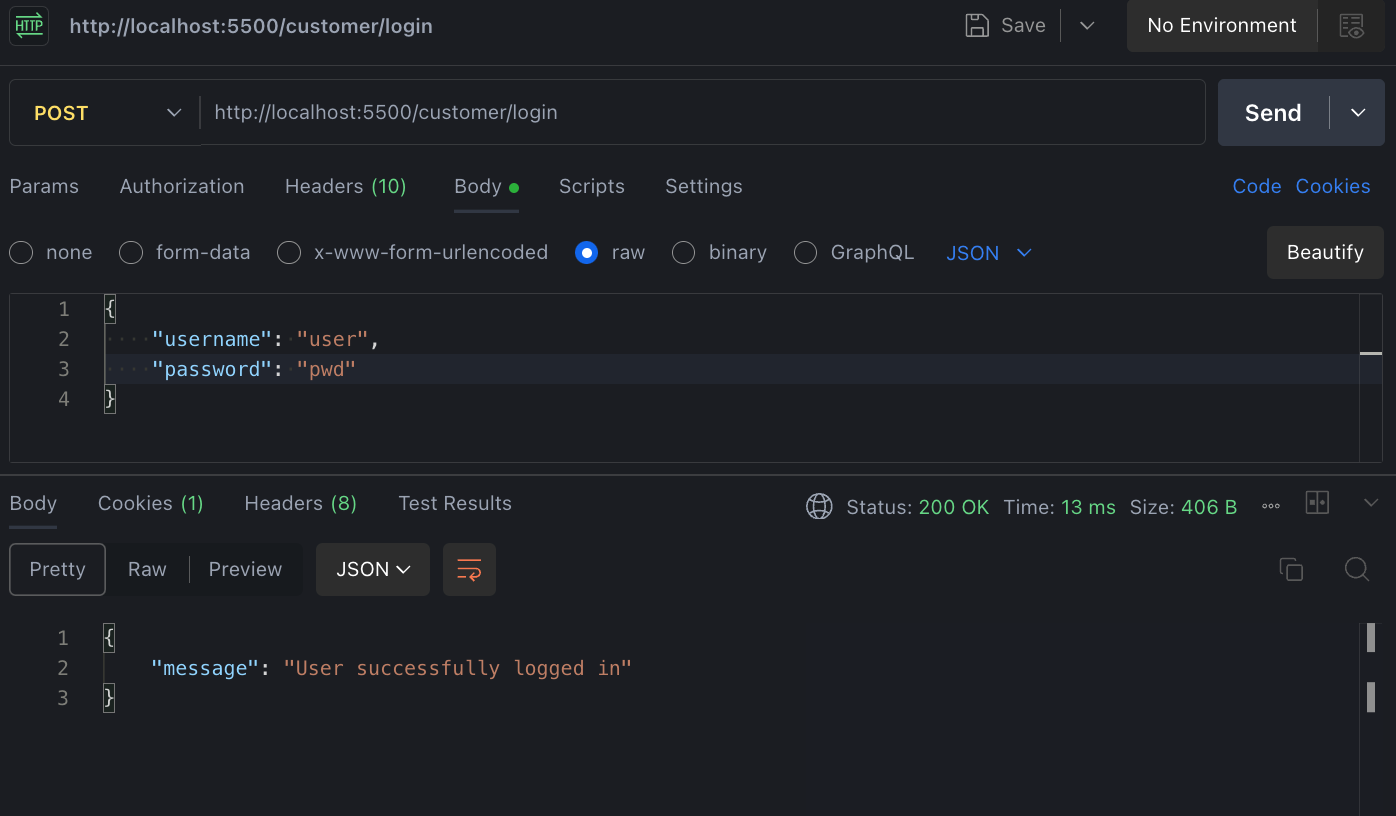 HTTP http://localhost:5500/customer/login Save No Environment
POST http://localhost:5500/customer/login Send
Params Authorization Headers (10) Body Scripts Settings Code Cookies
none form-data x-www-form-urlencoded raw binary GraphQL JSON Beautify
1 {
2 "username": "user",
3 "password": "pwd"
4 }
Body Cookies (1) Headers (8) Test Results Status: 200 OK Time: 13 ms Size: 406 B
Pretty Raw Preview JSON
1 {
2 "message": "User successfully logged in"
3 }